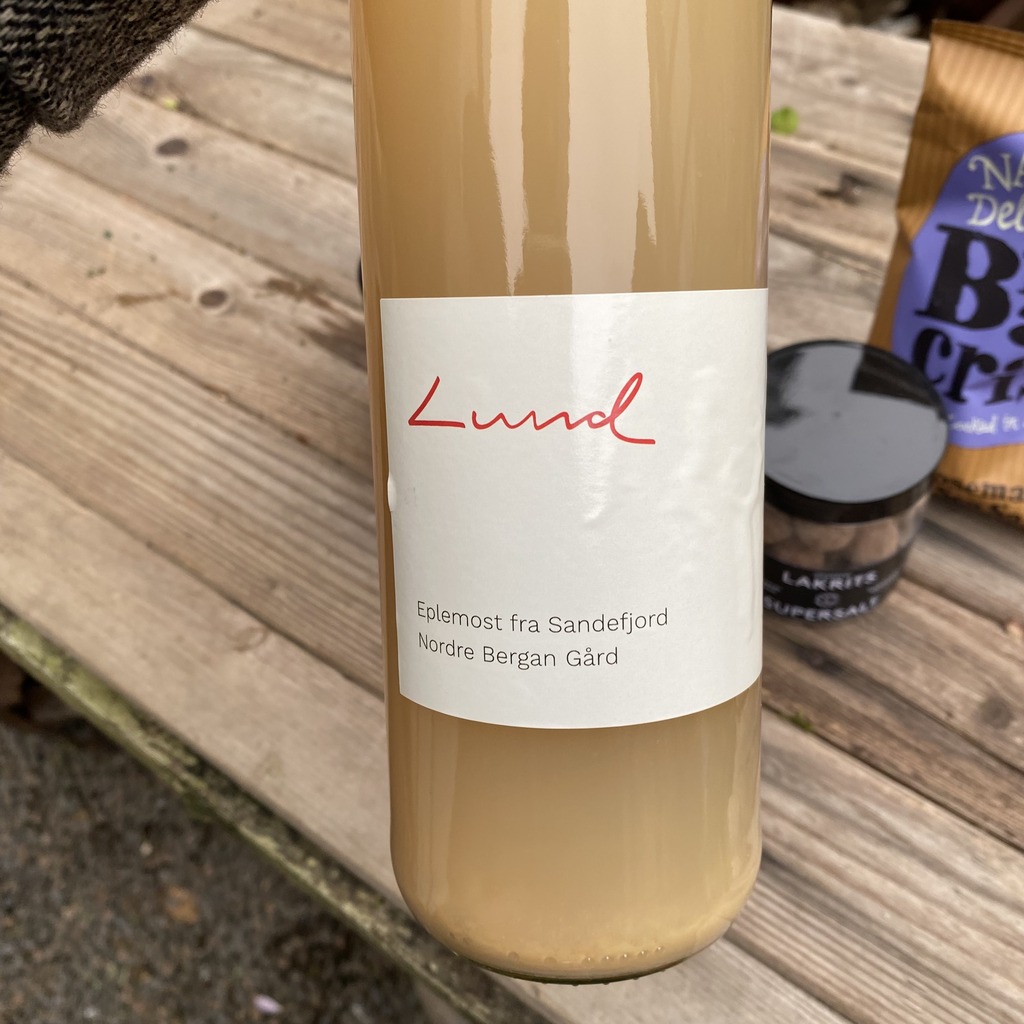 Lund
Eplemost fra Sandefjord
Nordre Bergan Gård
LAKRITS
SUPERSALT